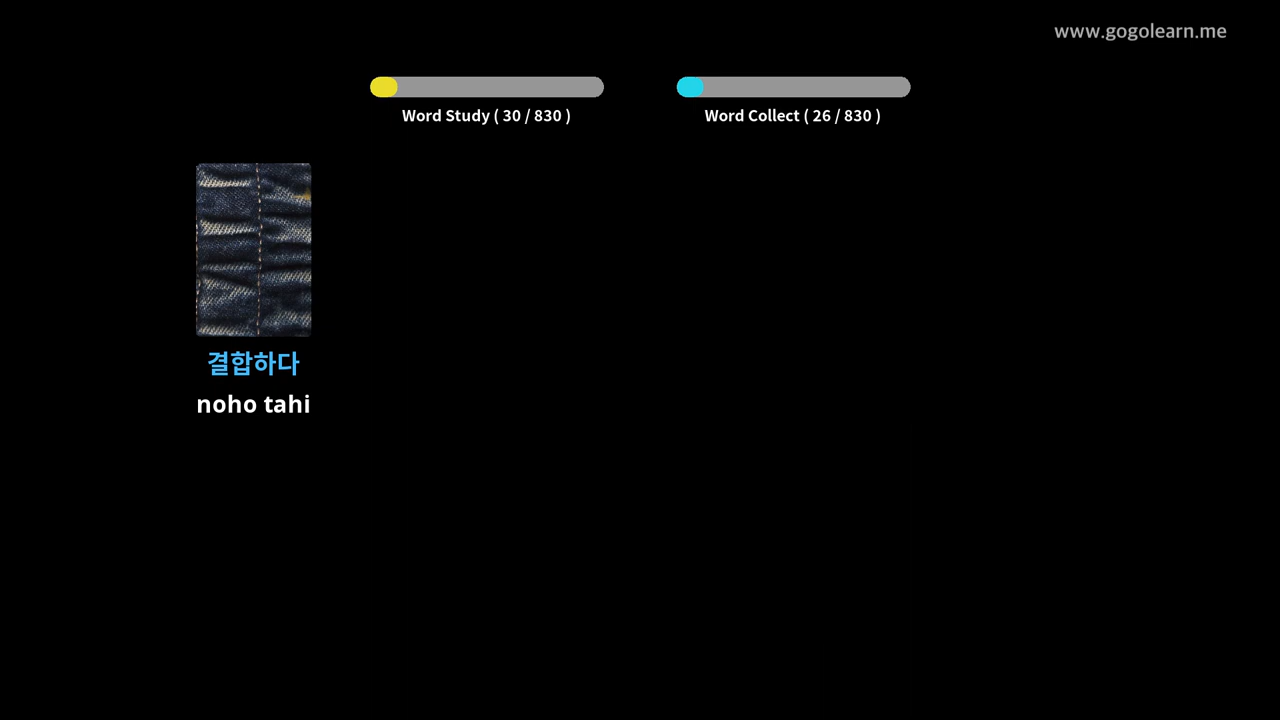 www.gogolearn.me
Word Study ( 30 / 830 )
Word Collect ( 26 / 830 )
결합하다
noho tahi